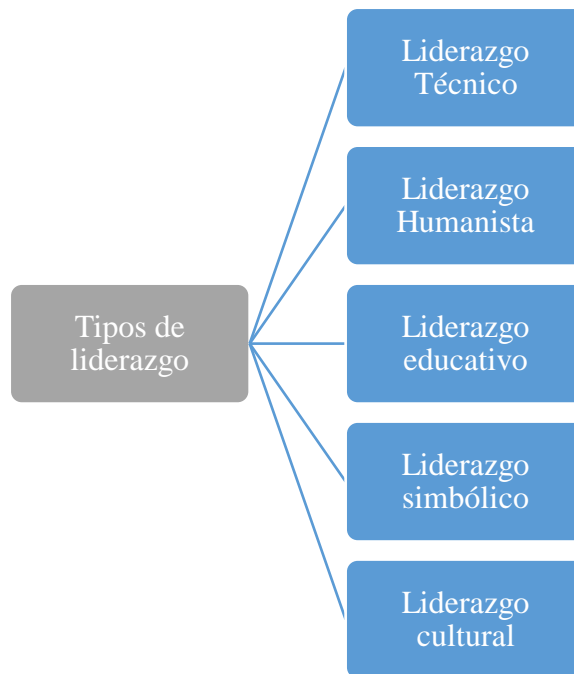 Liderazgo
Técnico
Liderazgo
Humanista
Tipos de
liderazgo
Liderazgo
educativo
Liderazgo
simbólico
Liderazgo
cultural